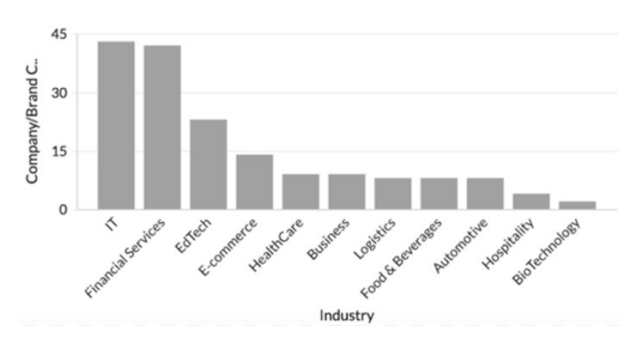 Company/Brand C..
45
30
15
0
IT
Financial Services
EdTech
E-commerce
HealthCare
Business
Logistics
Food & Beverages
Automotive
Hospitality
BioTechnology
Industry